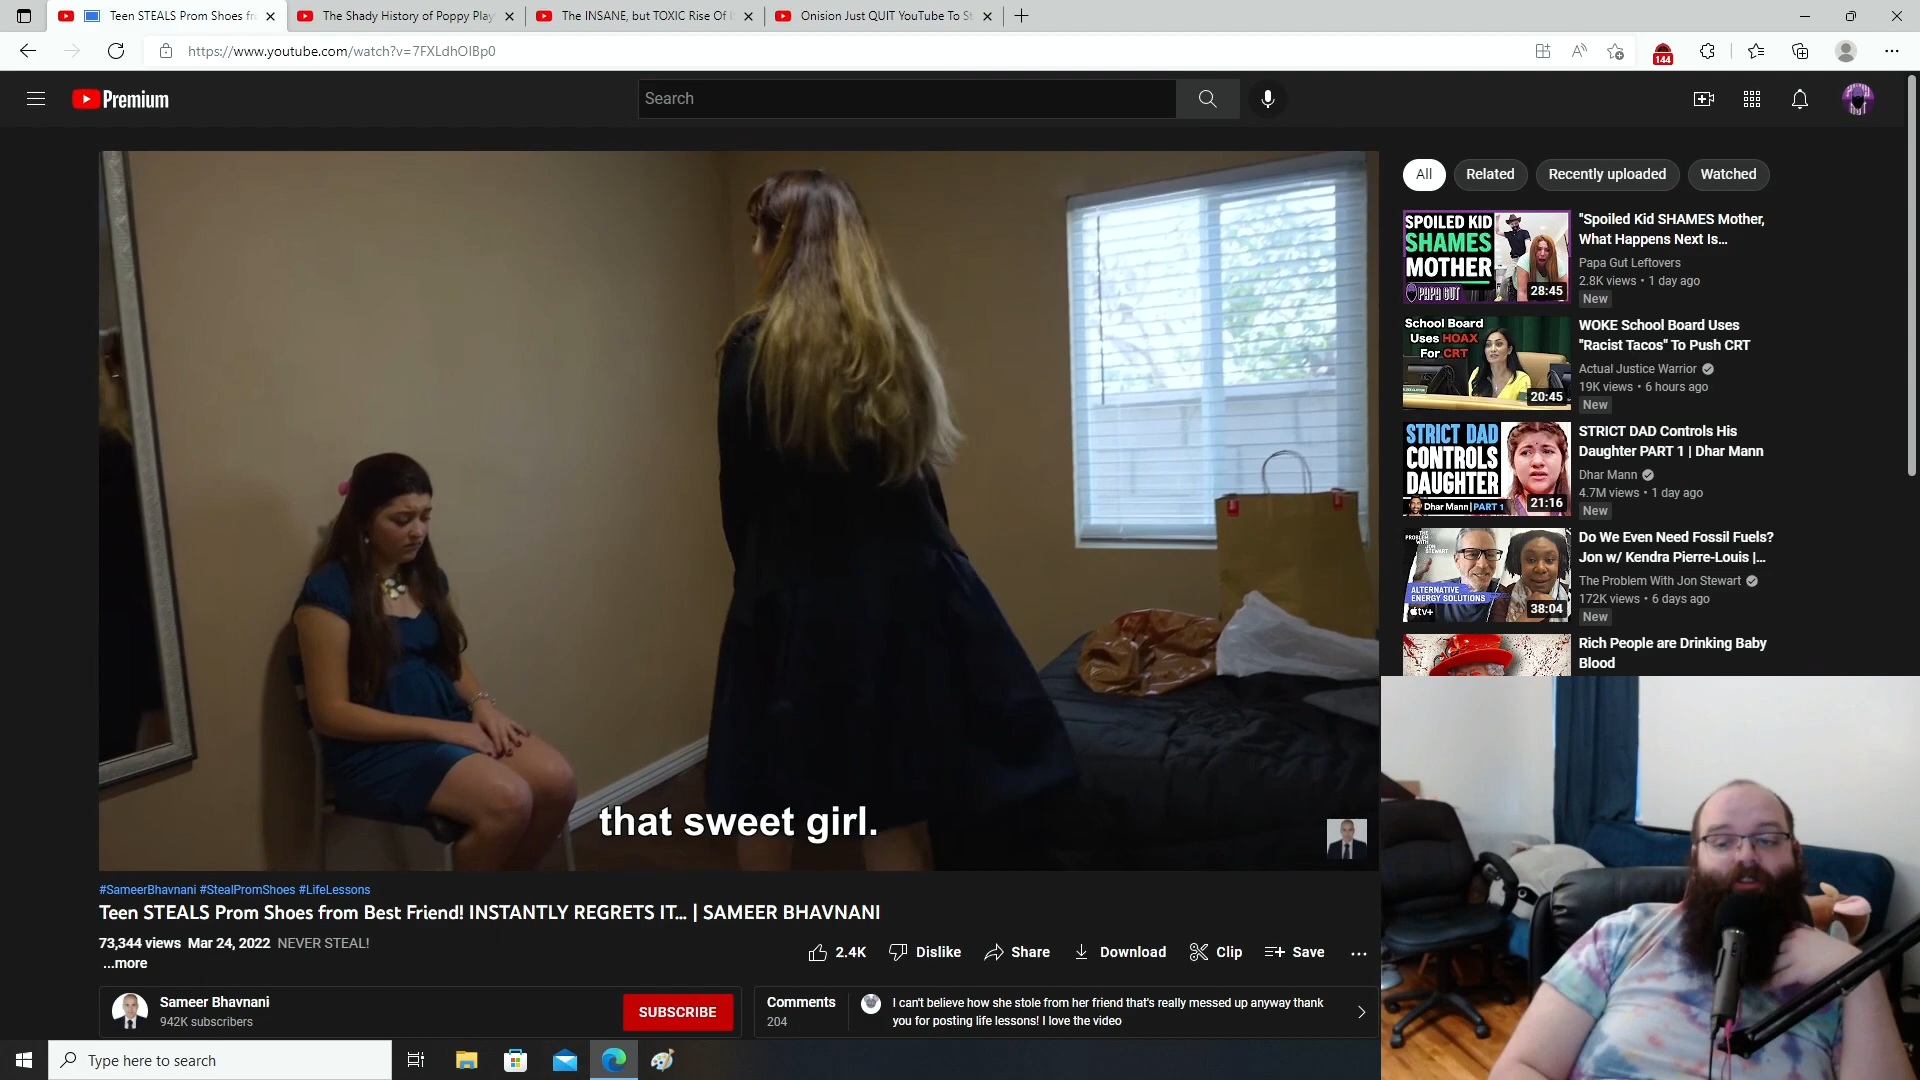 Teen STEALS Prom Shoes fr
The Shady History of Poppy Play
The INSANE, but TOXIC Rise Of
Onision Just QUIT YouTube To St
https://www.youtube.com/watch?v=7FXLdhOIBp0
144
Premium
Search
All
Related
Recently uploaded
Watched
SPOILED KID
SHAMES
MOTHER
PAPA GUT
28:45
"Spoiled Kid SHAMES Mother,
What Happens Next Is...
Papa Gut Leftovers
2.8K views • 1 day ago
New
School Board
Uses HOAX
For CRT
20:45
WOKE School Board Uses
"Racist Tacos" To Push CRT
Actual Justice Warrior
19K views • 6 hours ago
New
STRICT DAD
CONTROLS
DAUGHTER
Dhar Mann | PART 1
21:16
STRICT DAD Controls His
Daughter PART 1 | Dhar Mann
Dhar Mann
4.7M views • 1 day ago
New
THE PROBLEM WITH JON STEWART
ALTERNATIVE
ENERGY SOLUTIONS
tv+
38:04
Do We Even Need Fossil Fuels?
Jon w/ Kendra Pierre-Louis |...
The Problem With Jon Stewart
172K views • 6 days ago
New
Rich People are Drinking Baby
Blood
that sweet girl.
#SameerBhavnani #StealPromShoes #LifeLessons
Teen STEALS Prom Shoes from Best Friend! INSTANTLY REGRETS IT... | SAMEER BHAVNANI
73,344 views Mar 24, 2022 NEVER STEAL!
...more
2.4K
Dislike
Share
Download
Clip
Save
Sameer Bhavnani
942K subscribers
SUBSCRIBE
Comments
204
I can't believe how she stole from her friend that's really messed up anyway thank
you for posting life lessons! I love the video
Type here to search